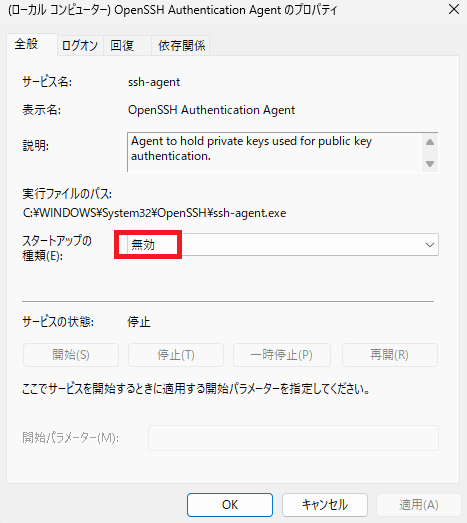 (ローカル コンピューター) OpenSSH Authentication Agent のプロパティ
全般 ログオン 回復 依存関係
サービス名: ssh-agent
表示名: OpenSSH Authentication Agent
説明: Agent to hold private keys used for public key
authentication.
実行ファイルのパス:
C:¥WINDOWS¥System32¥OpenSSH¥ssh-agent.exe
スタートアップの
種類(E): 無効
サービスの状態: 停止
開始(S) 停止(T) 一時停止(P) 再開(R)
ここでサービスを開始するときに適用する開始パラメーターを指定してください。
開始パラメーター(M):
OK キャンセル 適用(A)